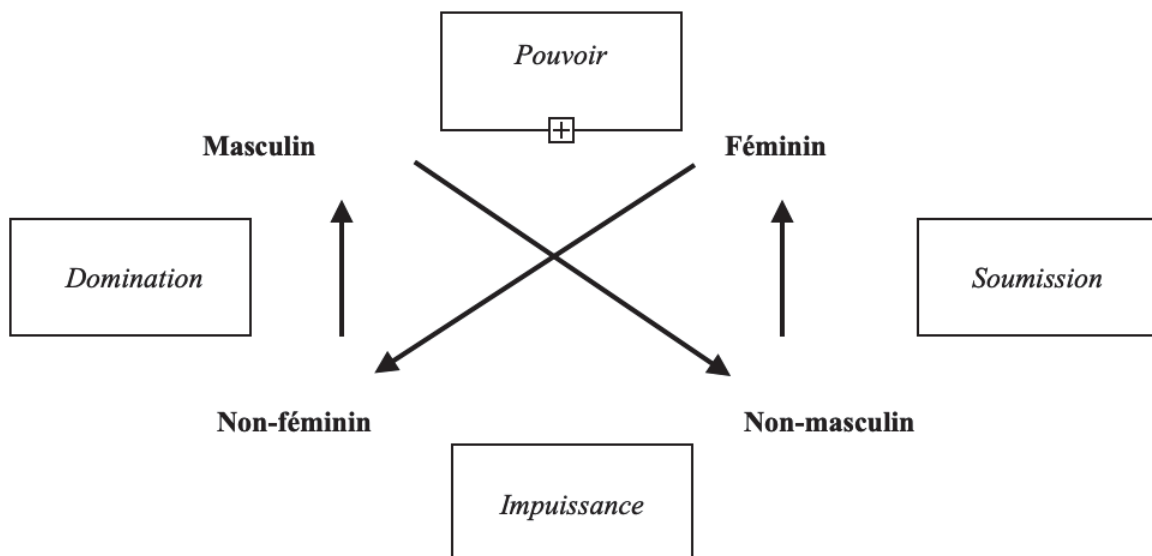 Pouvoir
Masculin
Féminin
Domination
Soumission
Non-féminin
Non-masculin
Impuissance